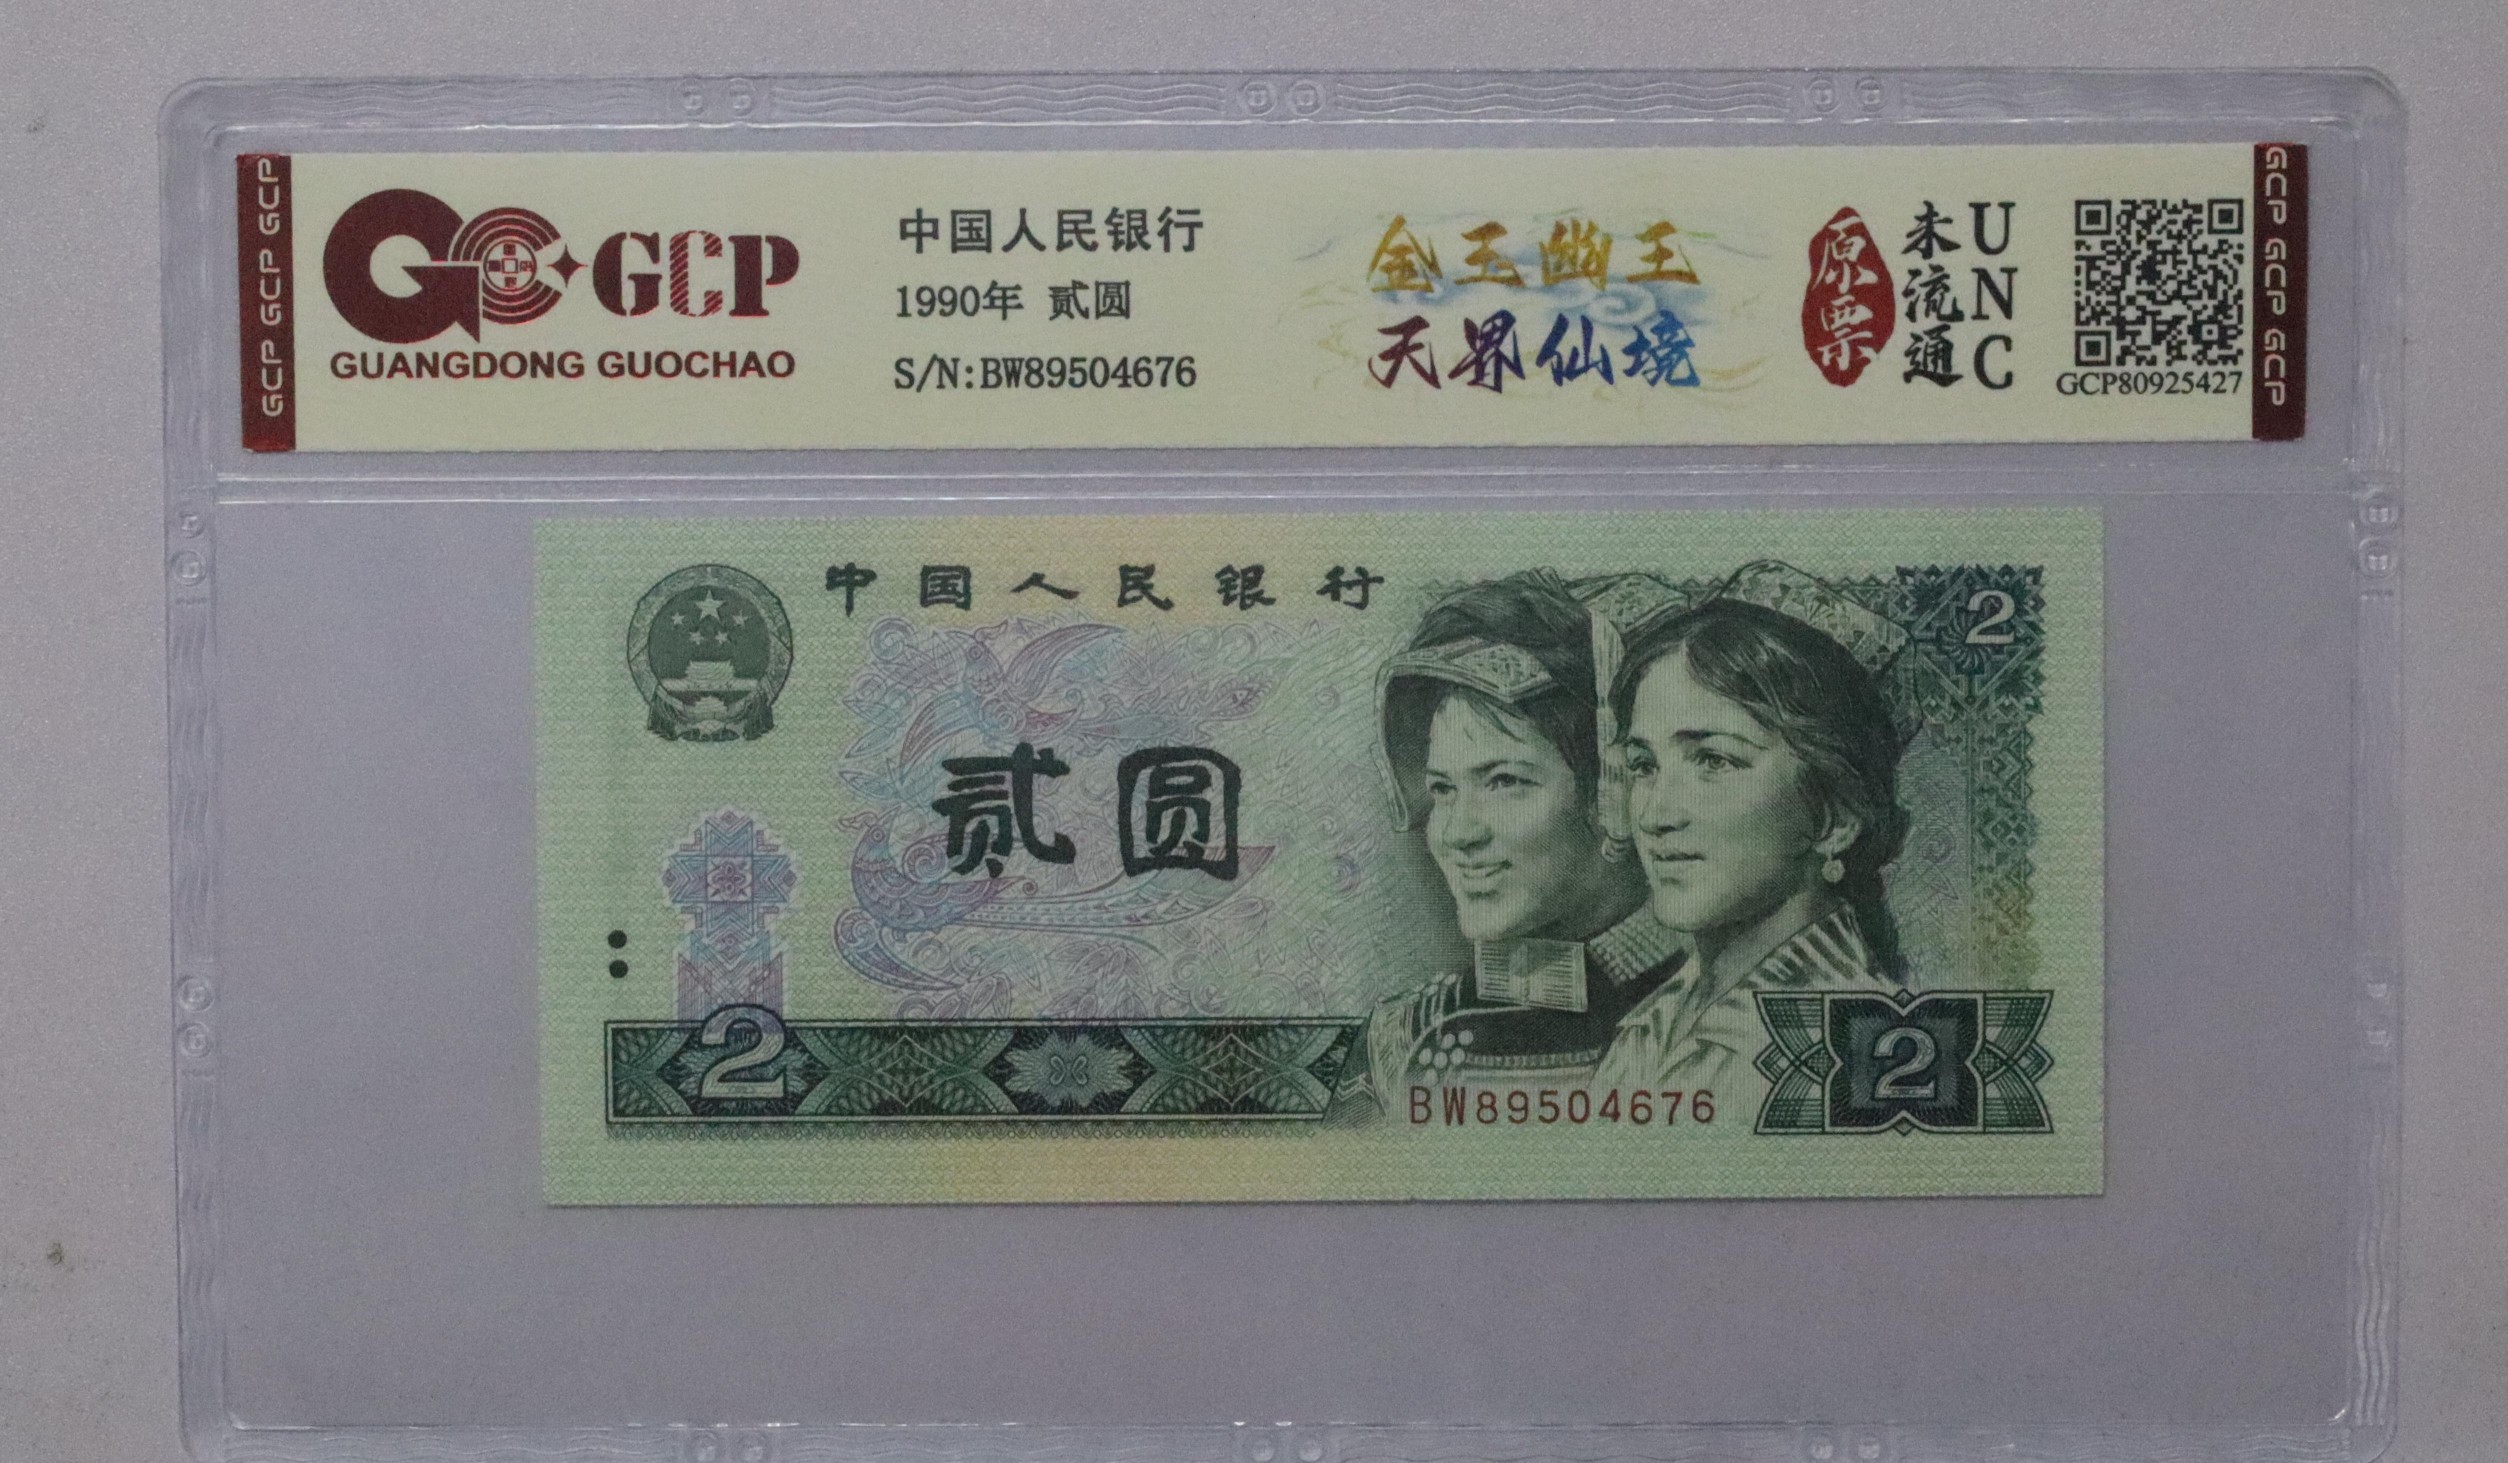 GCP GCP GCP
GCP
GUANGDONG GUOCHAO
中国人民银行
1990年 贰圆
S/N:BW89504676
金玉幽王
天界仙境
原票
未流通
UNC
GCP80925427
GCP GCP GCP
中国人民银行
2
贰圆
2
BW89504676
2